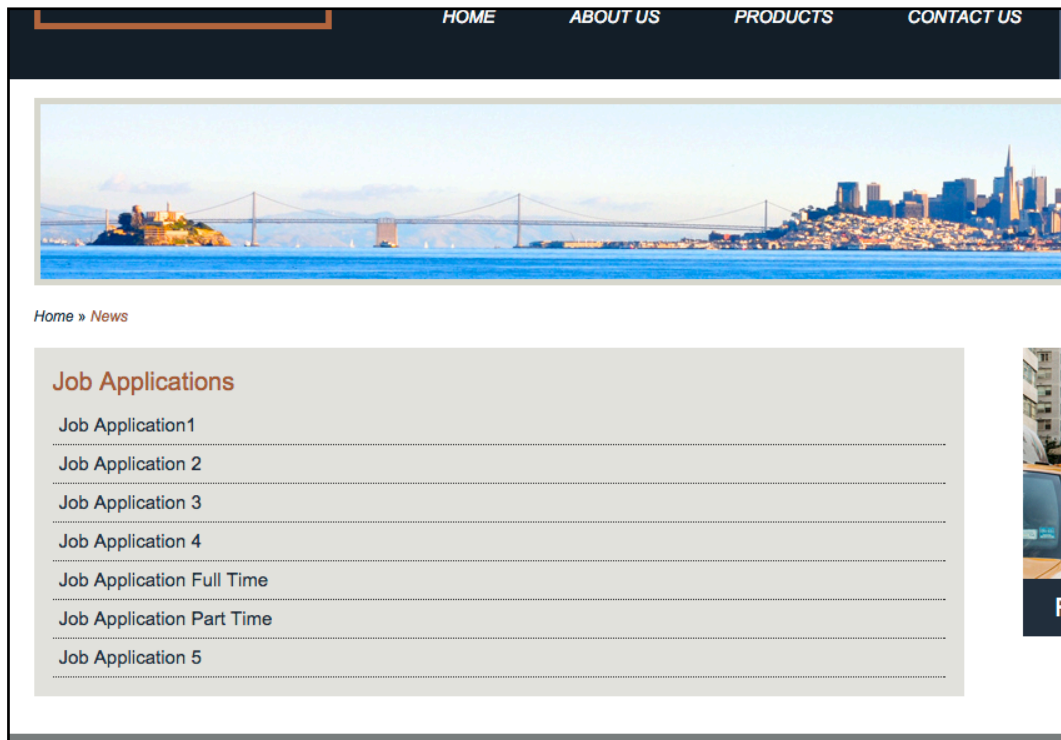 HOME ABOUT US PRODUCTS CONTACT US
Home » News
Job Applications
Job Application1
Job Application 2
Job Application 3
Job Application 4
Job Application Full Time
Job Application Part Time
Job Application 5